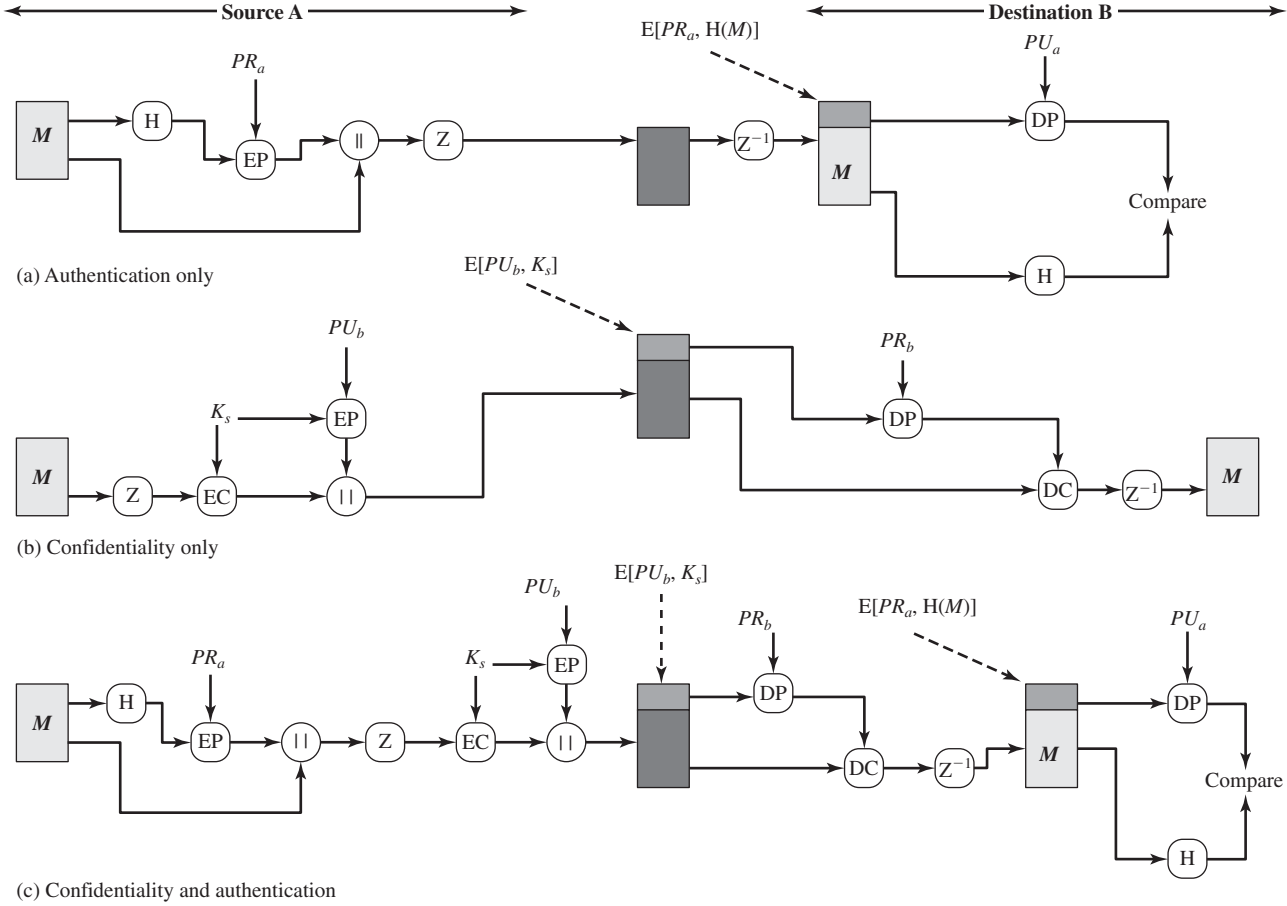 Source A
Destination B
E[PRa, H(M)]
PUa
PRa
M
H
EP
||
Z
Z−1
M
DP
Compare
H
(a) Authentication only
E[PUb, Ks]
PUb
PRb
Ks
EP
DP
M
Z
EC
||
DC
Z−1
M
(b) Confidentiality only
E[PUb, Ks]
PUb
E[PRa, H(M)]
PRb
PUa
PRa
Ks
EP
M
H
DP
DP
EP
||
Z
EC
||
DC
Z−1
M
Compare
H
(c) Confidentiality and authentication